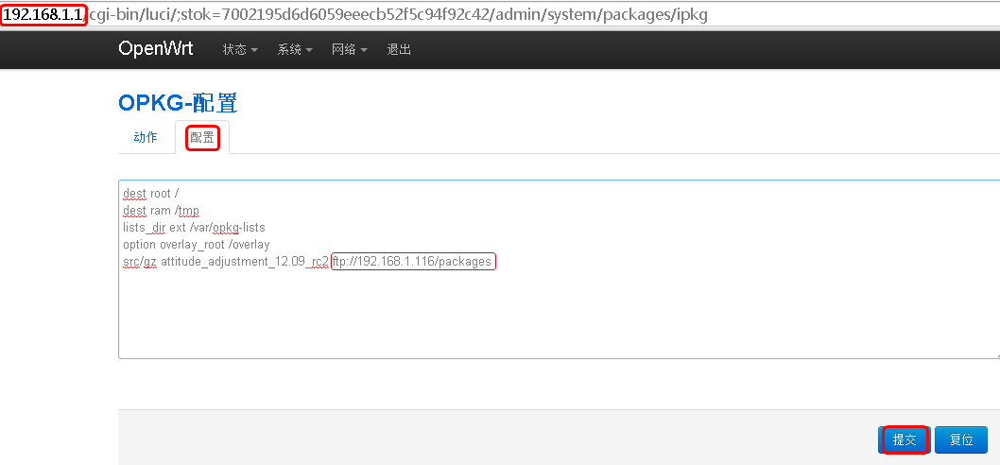 192.168.1.1/cgi-bin/luci/;stok=7002195d6d6059eeecb52f5c94f92c42/admin/system/packages/ipkg
OpenWrt 状态 系统 网络 退出
OPKG-配置
动作 配置
dest root /
dest ram /tmp
lists_dir ext /var/opkg-lists
option overlay_root /overlay
src/gz attitude_adjustment_12.09_rc2 ftp://192.168.1.116/packages
提交 复位